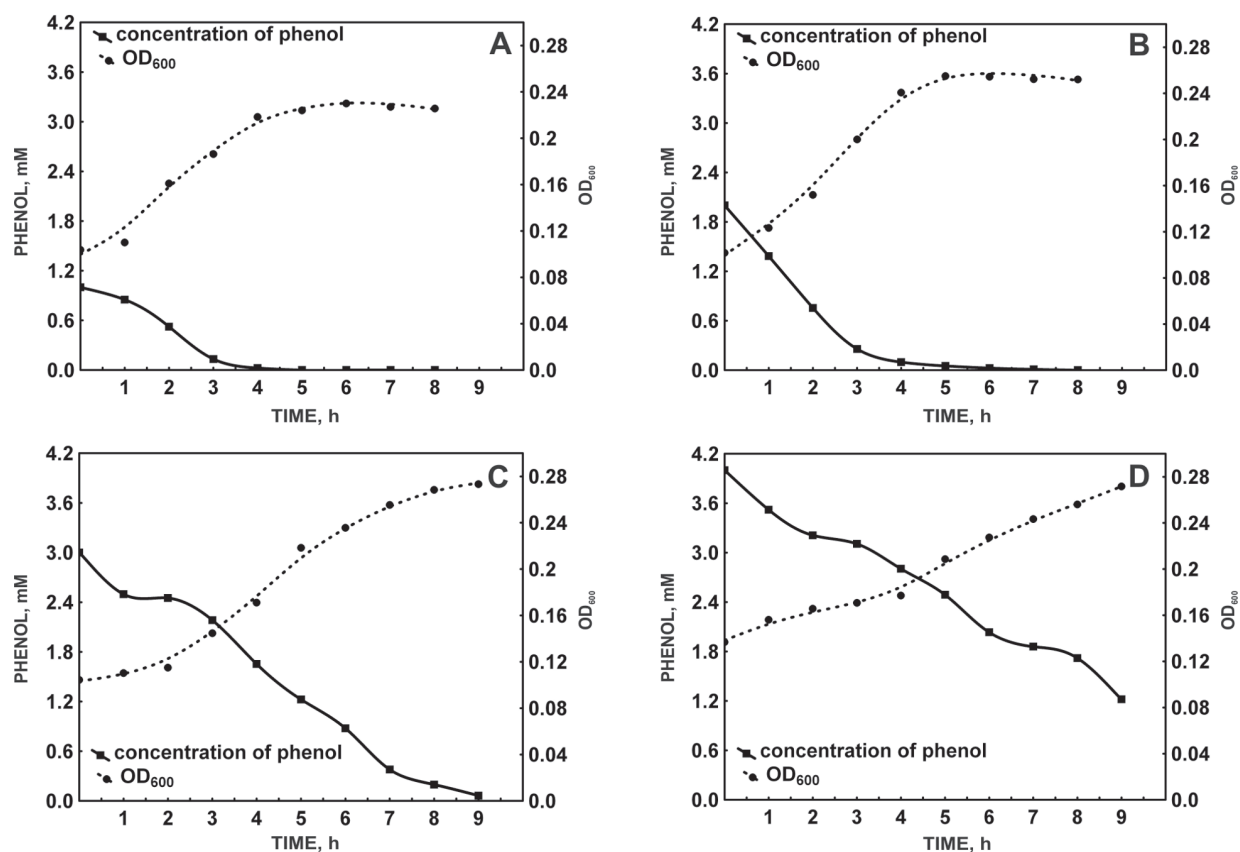 4.2
3.6
3.0
2.4
1.8
1.2
0.6
0.0
PHENOL, mM
concentration of phenol
OD600
A
0.28
0.24
0.2
0.16
0.12
0.08
0.04
0.0
OD600
1 2 3 4 5 6 7 8 9
TIME, h
4.2
3.6
3.0
2.4
1.8
1.2
0.6
0.0
PHENOL, mM
concentration of phenol
OD600
B
0.28
0.24
0.2
0.16
0.12
0.08
0.04
0.0
OD600
1 2 3 4 5 6 7 8 9
TIME, h
4.2
3.6
3.0
2.4
1.8
1.2
0.6
0.0
PHENOL, mM
C
concentration of phenol
OD600
0.28
0.24
0.2
0.16
0.12
0.08
0.04
0.0
OD600
1 2 3 4 5 6 7 8 9
TIME, h
4.2
3.6
3.0
2.4
1.8
1.2
0.6
0.0
PHENOL, mM
D
concentration of phenol
OD600
0.28
0.24
0.2
0.16
0.12
0.08
0.04
0.0
OD600
1 2 3 4 5 6 7 8 9
TIME, h